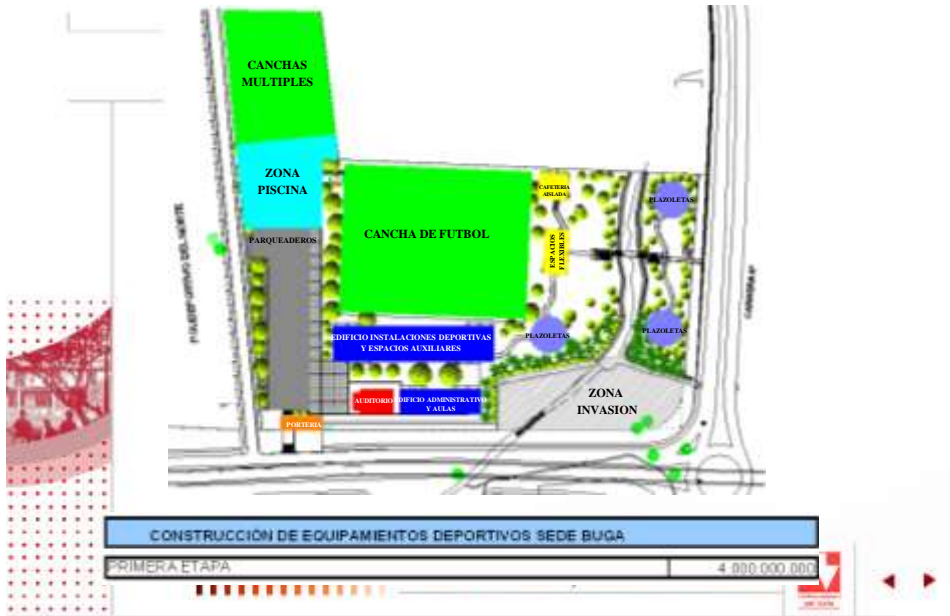 CANCHAS
MULTIPLES
ZONA
PISCINA
PARQUEADEROS
CANCHA DE FUTBOL
CAFETERIA
AISLADA
ESPACIOS
FLEXIBLES
PLAZOLETAS
PLAZOLETAS
PLAZOLETAS
EDIFICIO INSTALACIONES DEPORTIVAS
Y ESPACIOS AUXILIARES
AUDITORIO
EDIFICIO ADMINISTRATIVO
Y AULAS
ZONA
INVASION
PORTERIA
CONSTRUCCIÓN DE EQUIPAMIENTOS DEPORTIVOS SEDE BUGA
PRIMERA ETAPA 4.000.000.000